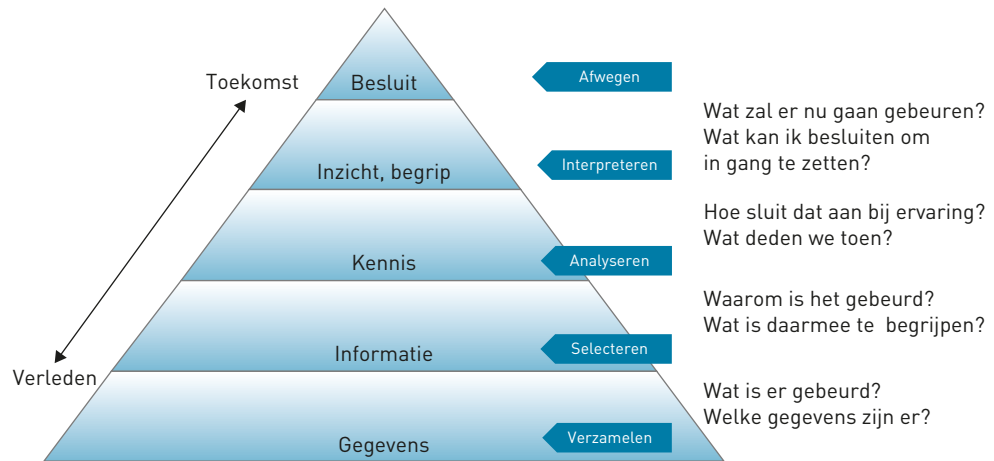 Toekomst
Besluit
Afwegen
Wat zal er nu gaan gebeuren?
Wat kan ik besluiten om
in gang te zetten?
Inzicht, begrip
Interpreteren
Hoe sluit dat aan bij ervaring?
Wat deden we toen?
Kennis
Analyseren
Waarom is het gebeurd?
Wat is daarmee te begrijpen?
Informatie
Selecteren
Verleden
Wat is er gebeurd?
Welke gegevens zijn er?
Gegevens
Verzamelen